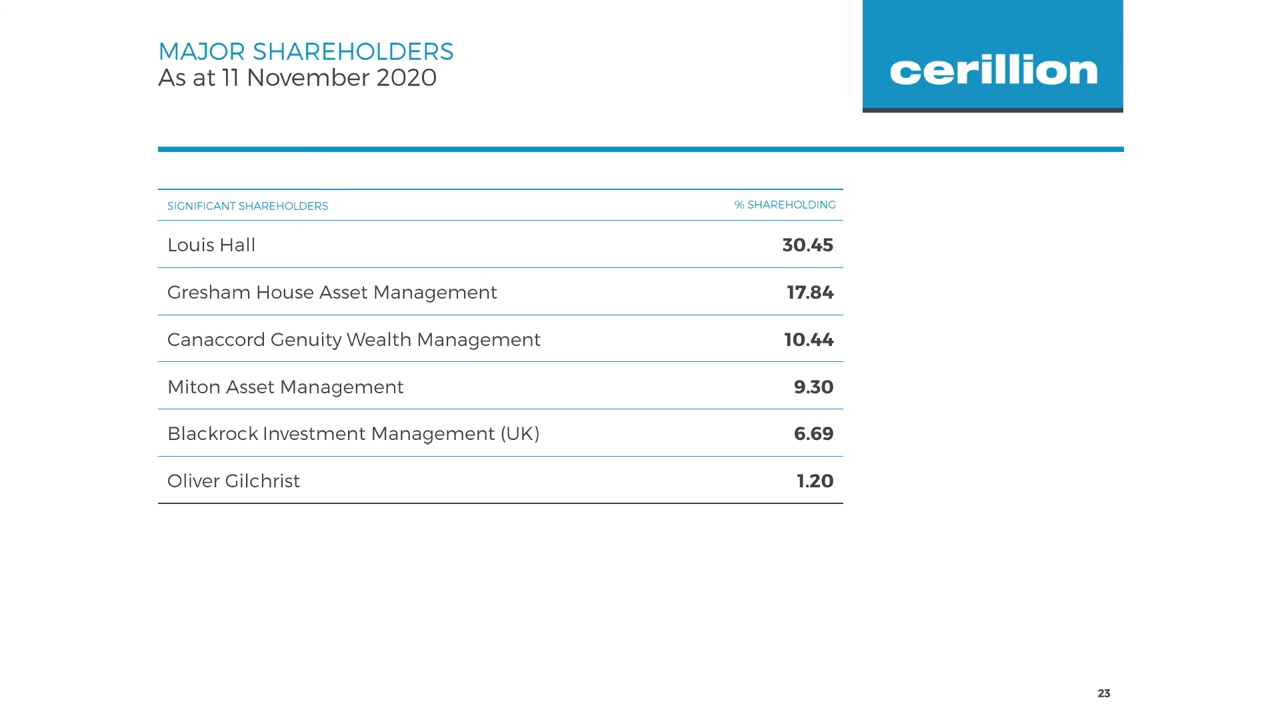 MAJOR SHAREHOLDERS
As at 11 November 2020
cerillion
SIGNIFICANT SHAREHOLDERS % SHAREHOLDING
Louis Hall 30.45
Gresham House Asset Management 17.84
Canaccord Genuity Wealth Management 10.44
Miton Asset Management 9.30
Blackrock Investment Management (UK) 6.69
Oliver Gilchrist 1.20
23